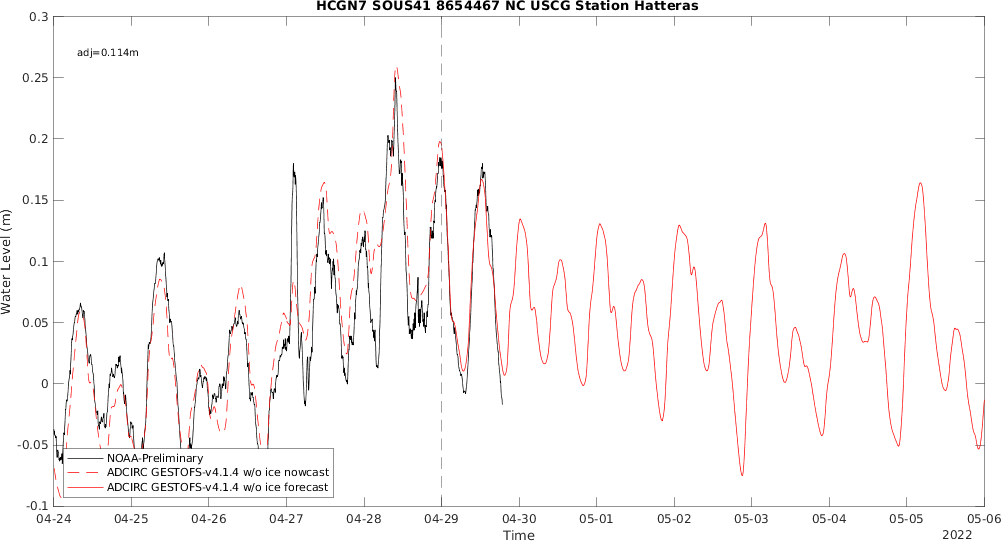 HCGN7 SOUS41 8654467 NC USCG Station Hatteras
0.3
adj=0.114m
0.25
0.2
0.15
0.1
0.05
0
-0.05
-0.1
Water Level (m)
NOAA-Preliminary
ADCIRC GESTOFS-v4.1.4 w/o ice nowcast
ADCIRC GESTOFS-v4.1.4 w/o ice forecast
04-24 04-25 04-26 04-27 04-28 04-29 04-30 05-01 05-02 05-03 05-04 05-05 05-06
Time
2022